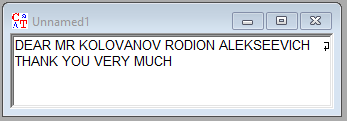 Unnamed1
DEAR MR KOLOVANOV RODION ALEKSEEVICH
THANK YOU VERY MUCH